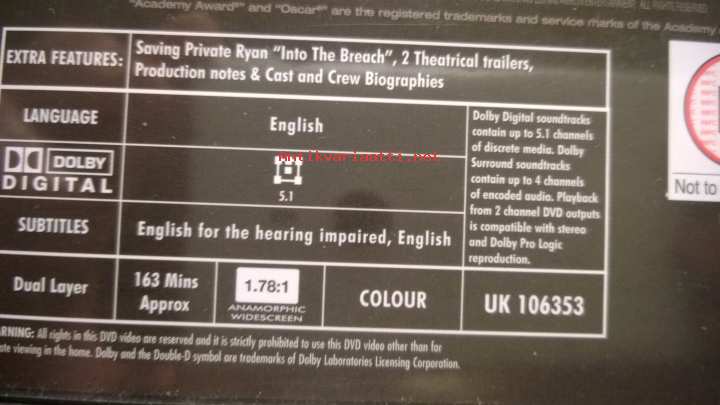 "Academy Award®" and "Oscar®" are the registered trademarks and service marks of the Academy
EXTRA FEATURES:
Saving Private Ryan "Into The Breach", 2 Theatrical trailers,
Production notes & Cast and Crew Biographies
LANGUAGE
English
Dolby Digital soundtracks
contain up to 5.1 channels
of discrete media. Dolby
Surround soundtracks
contain up to 4 channels
of encoded audio. Playback
from 2 channel DVD outputs
is compatible with stereo
and Dolby Pro Logic
reproduction.
DOLBY
DIGITAL
antikvariaatti.net
5.1
SUBTITLES
English for the hearing impaired, English
Dual Layer
163 Mins
Approx
1.78:1
ANAMORPHIC
WIDESCREEN
COLOUR
UK 106353
Not to
ARNING: All rights in this DVD video are reserved and it is strictly prohibited to use this DVD video other than for
ate viewing in the home. Dolby and the Double-D symbol are trademarks of Dolby Laboratories Licensing Corporation.